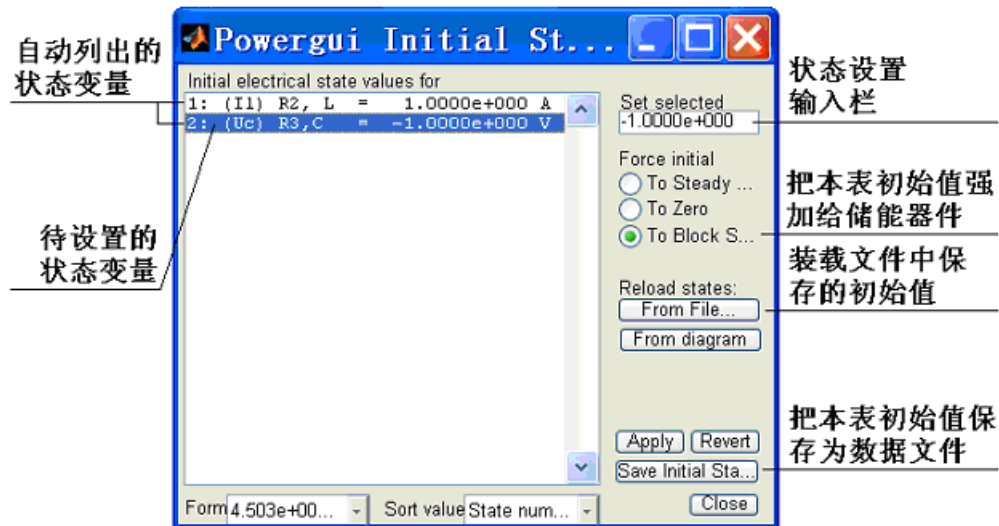 Powergui Initial St...
自动列出的
状态变量
Initial electrical state values for
1: (Il) R2, L = 1.0000e+000 A
2: (Uc) R3,C = -1.0000e+000 V
待设置的
状态变量
Set selected
-1.0000e+000
状态设置
输入栏
Force initial
To Steady ...
To Zero
To Block S...
把本表初始值强
加给储能器件
Reload states:
From File...
From diagram
装载文件中保
存的初始值
Apply
Revert
Save Initial Sta...
把本表初始值保
存为数据文件
Form
4.503e+00...
Sort value
State num...
Close